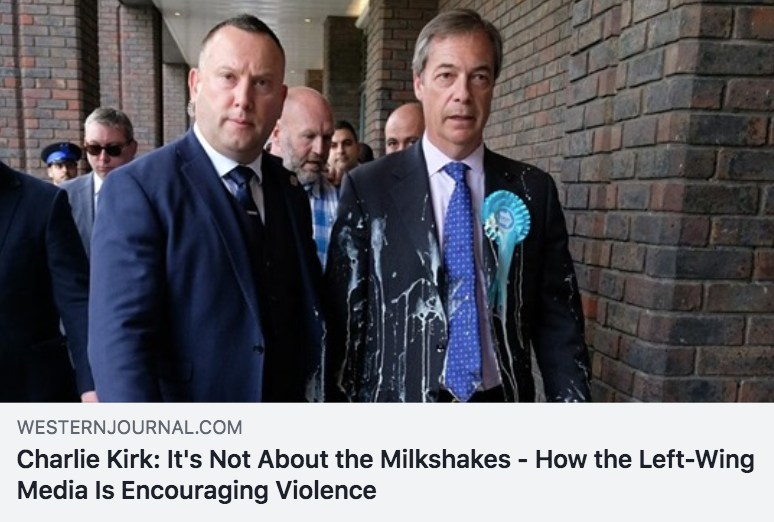 WESTERNJOURNAL.COM
Charlie Kirk: It's Not About the Milkshakes - How the Left-Wing
Media Is Encouraging Violence